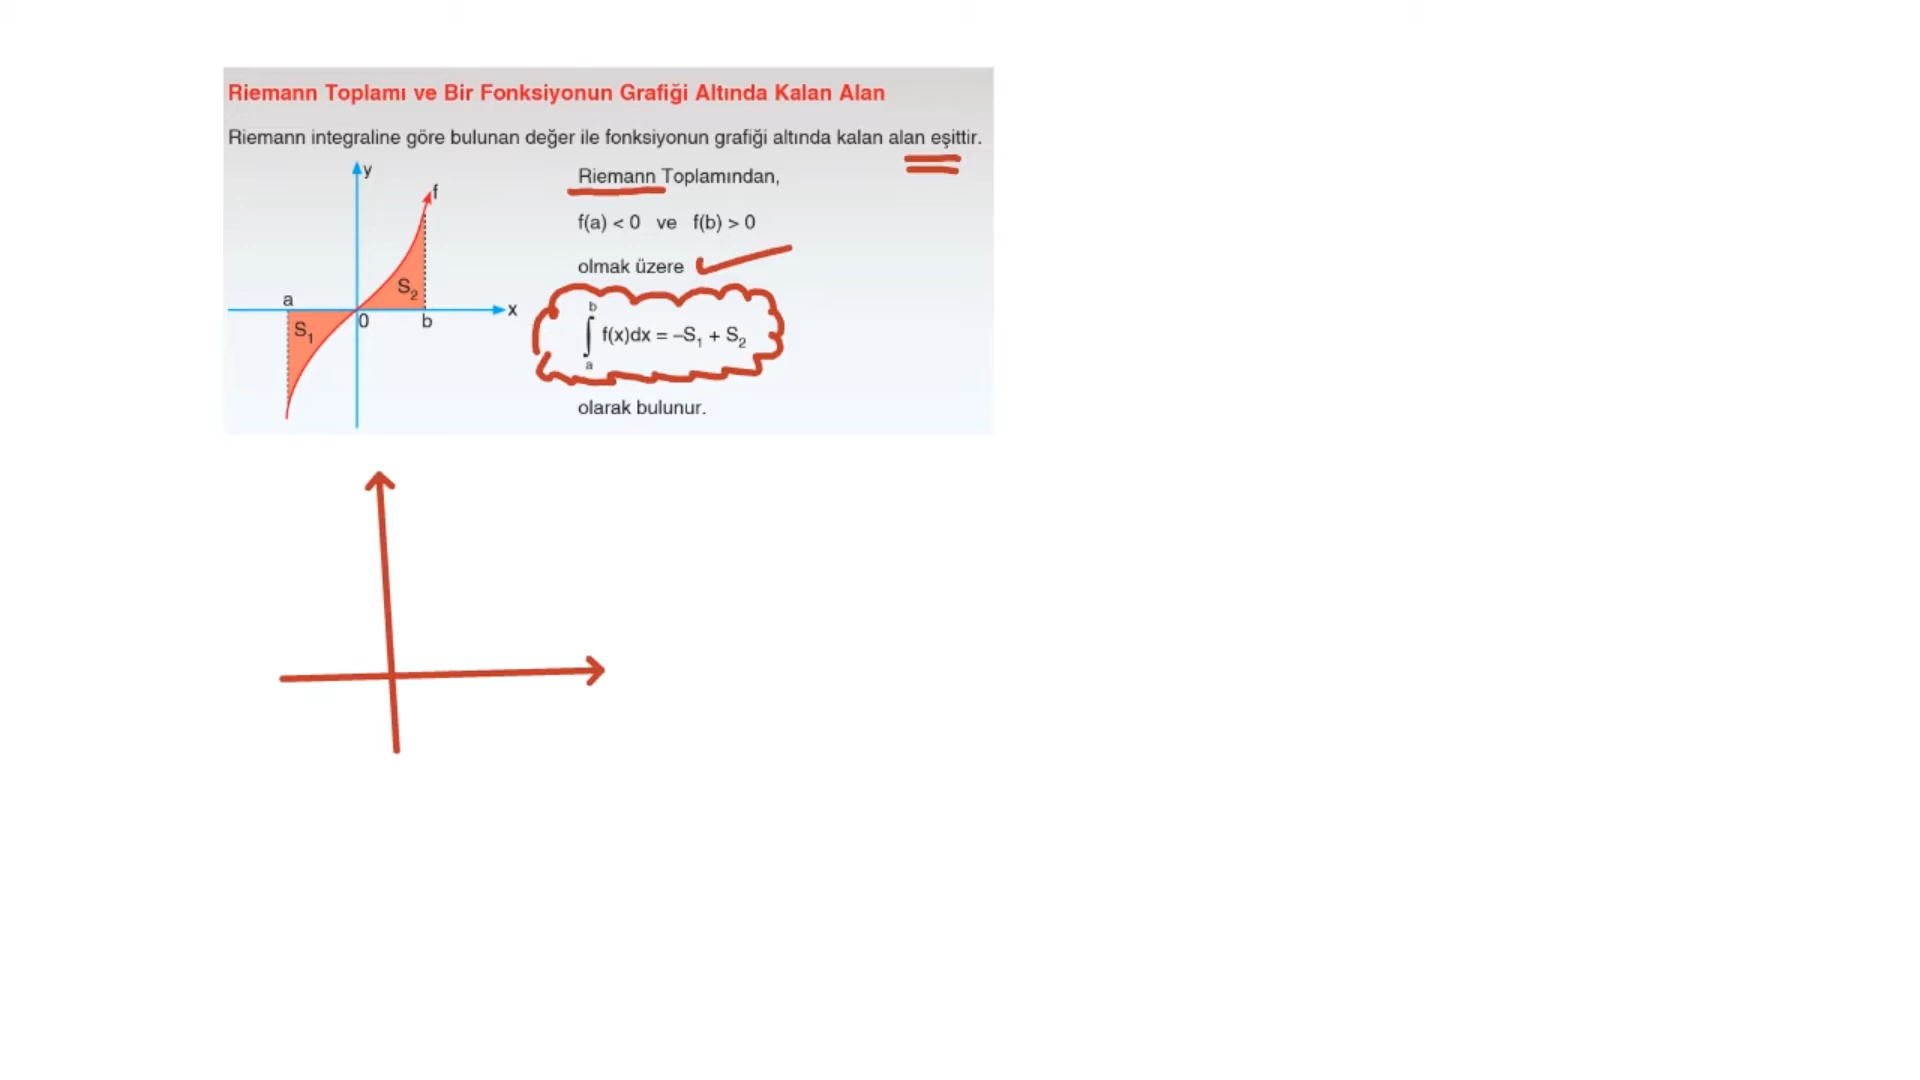 Riemann Toplamı ve Bir Fonksiyonun Grafiği Altında Kalan Alan
Riemann integraline göre bulunan değer ile fonksiyonun grafiği altında kalan alan eşittir.
y
f
a
S₁
0
S₂
b
x
Riemann Toplamından,
f(a) < 0 ve f(b) > 0
olmak üzere
b
∫ f(x)dx = –S₁ + S₂
a
olarak bulunur.